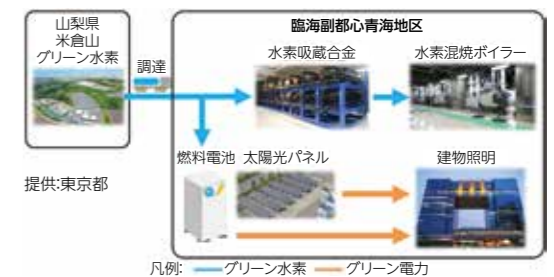 山梨県
米倉山
グリーン水素
調達
臨海副都心青海地区
水素吸蔵合金
水素混焼ボイラー
燃料電池
太陽光パネル
建物照明
提供:東京都
凡例:
グリーン水素
グリーン電力